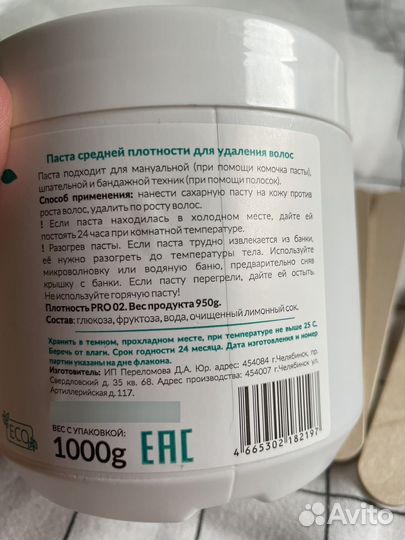 Паста средней плотности для удаления волос
Паста подходит для мануальной (при помощи комочка пасты),
шпательной и бандажной техник (при помощи полосок).
Способ применения: нанести сахарную пасту на кожу против
роста волос, удалить по росту волос.
! Если паста находилась в холодном месте, дайте ей
постоять 24 часа при комнатной температуре.
! Разогрев пасты. Если паста трудно извлекается из банки,
её нужно разогреть до температуры тела. Используйте
микроволновку или водяную баню, предварительно сняв
крышку с банки. Если пасту перегрели, дайте ей остыть.
Не используйте горячую пасту!
Плотность PRO 02. Вес продукта 950g.
Состав: глюкоза, фруктоза, вода, очищенный лимонный сок.
Хранить в темном, прохладном месте, при температуре не выше 25 С.
Беречь от влаги. Срок годности 24 месяца. Дата изготовления и номер
партии указаны на дне флакона.
Изготовитель: ИП Переломова Д.А. Юр. адрес: 454084 г.Челябинск, пр.
Свердловский д. 35 кв. 68. Адрес производства: 454007 г.Челябинск, ул.
Артиллерийская д. 117.
ECO
ВЕС С УПАКОВКОЙ:
1000g
EAC
4 665302 182197
Avito